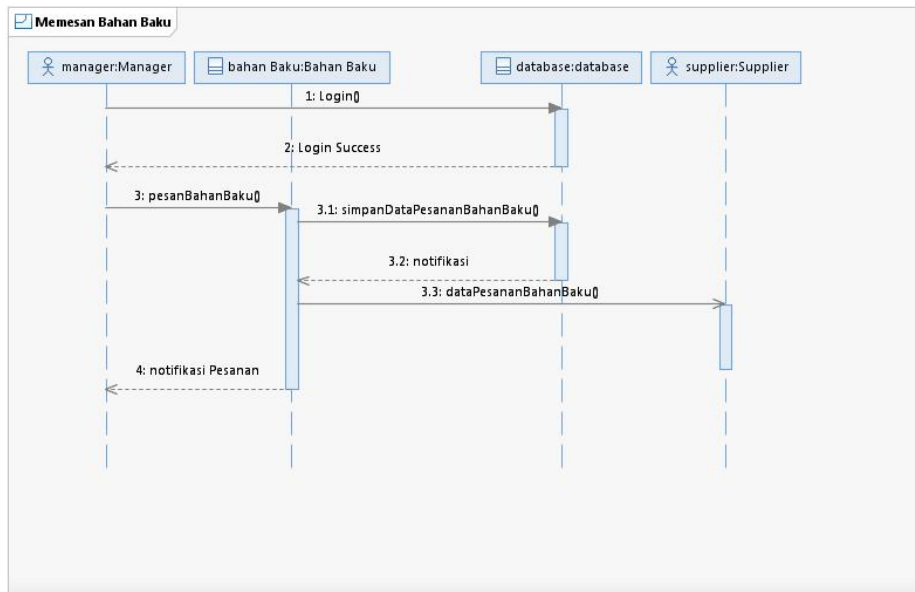 Memesan Bahan Baku
manager:Manager
bahan Baku:Bahan Baku
database:database
supplier:Supplier
1: Login()
2: Login Success
3: pesanBahanBaku()
3.1: simpanDataPesananBahanBaku()
3.2: notifikasi
3.3: dataPesananBahanBaku()
4: notifikasi Pesanan